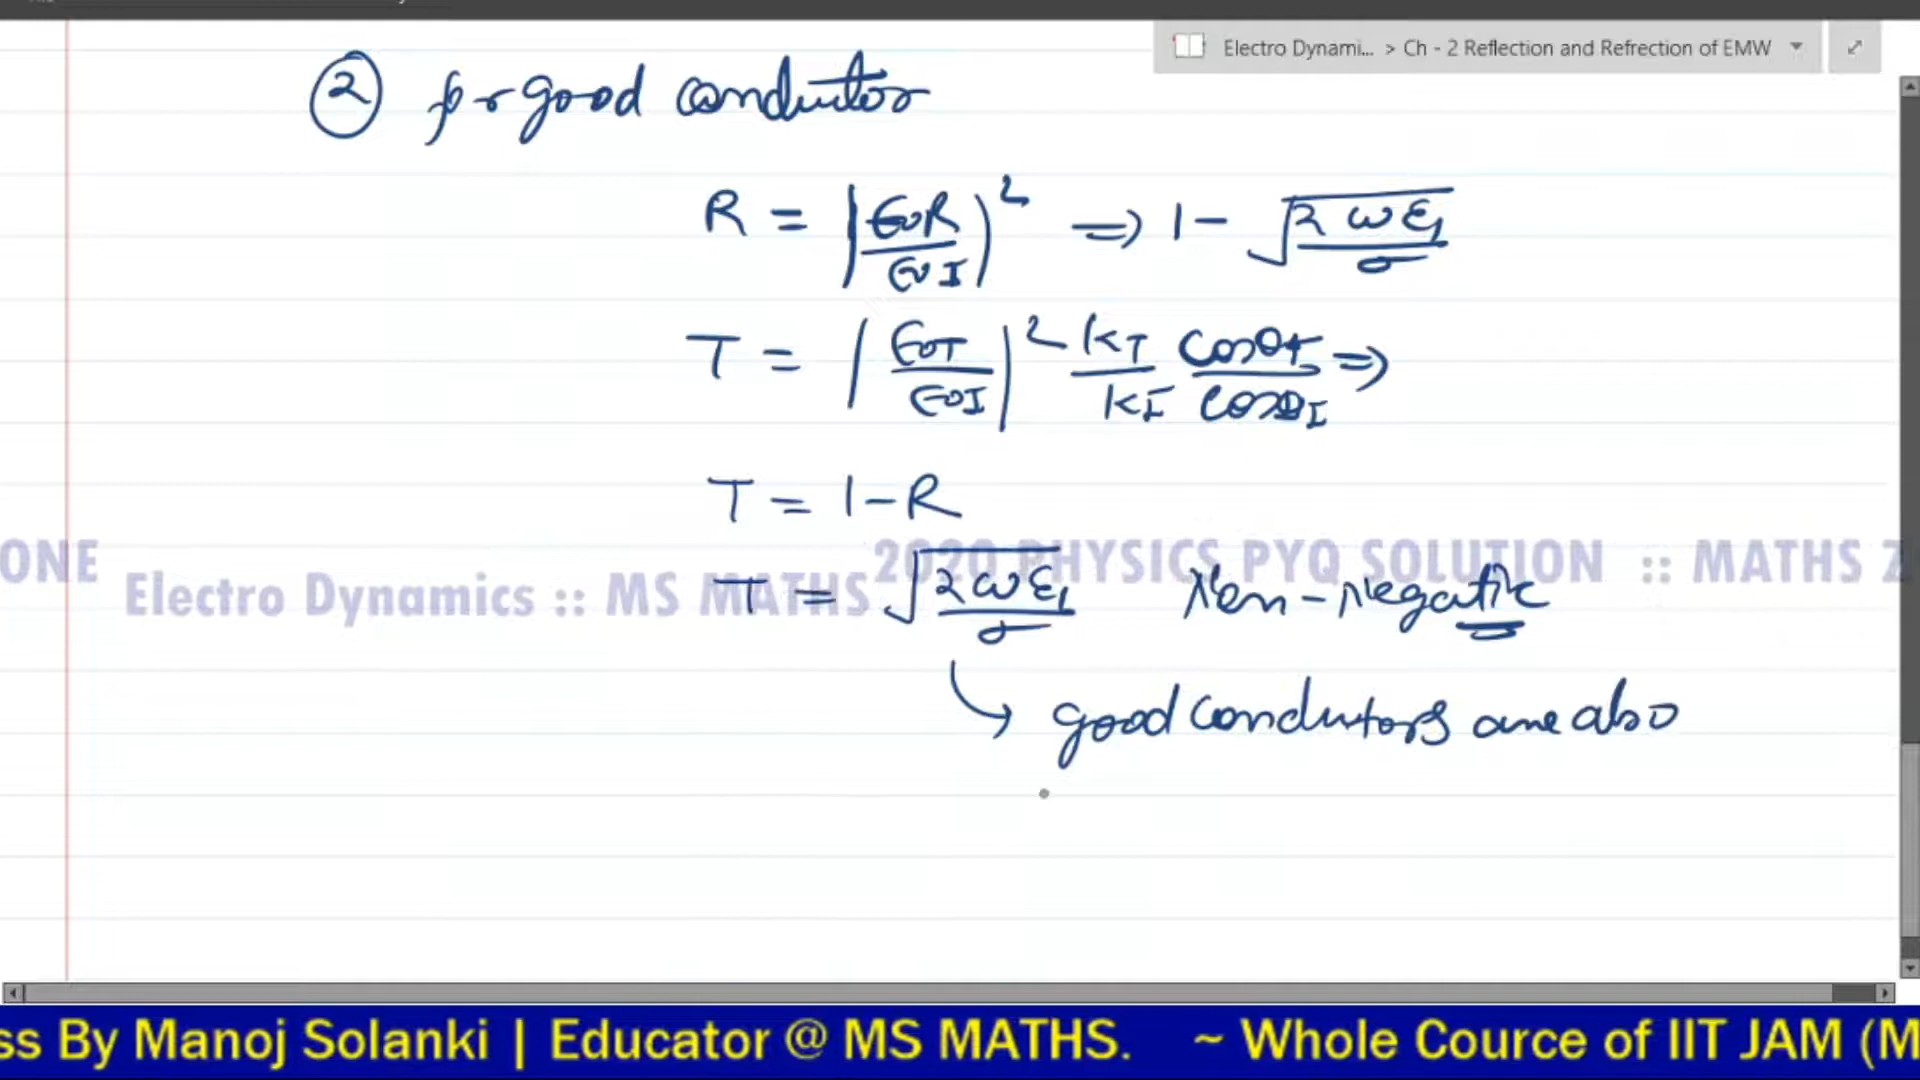 Electro Dynami... > Ch - 2 Reflection and Refrection of EMW
② for good conductor
R = |E0R/E0I|² ⇒ 1 - √(2ωε₁/σ)
T = |E0T/E0I|² kT/kI cosθT/cosθI ⇒
T = 1 - R
ONE 2020 PHYSICS PYQ SOLUTION :: MATHS Z
Electro Dynamics :: MS MATHS
T = √(2ωε₁/σ) Non-negative
↳ good conductors are also
ss By Manoj Solanki | Educator @ MS MATHS. ~ Whole Cource of IIT JAM (M